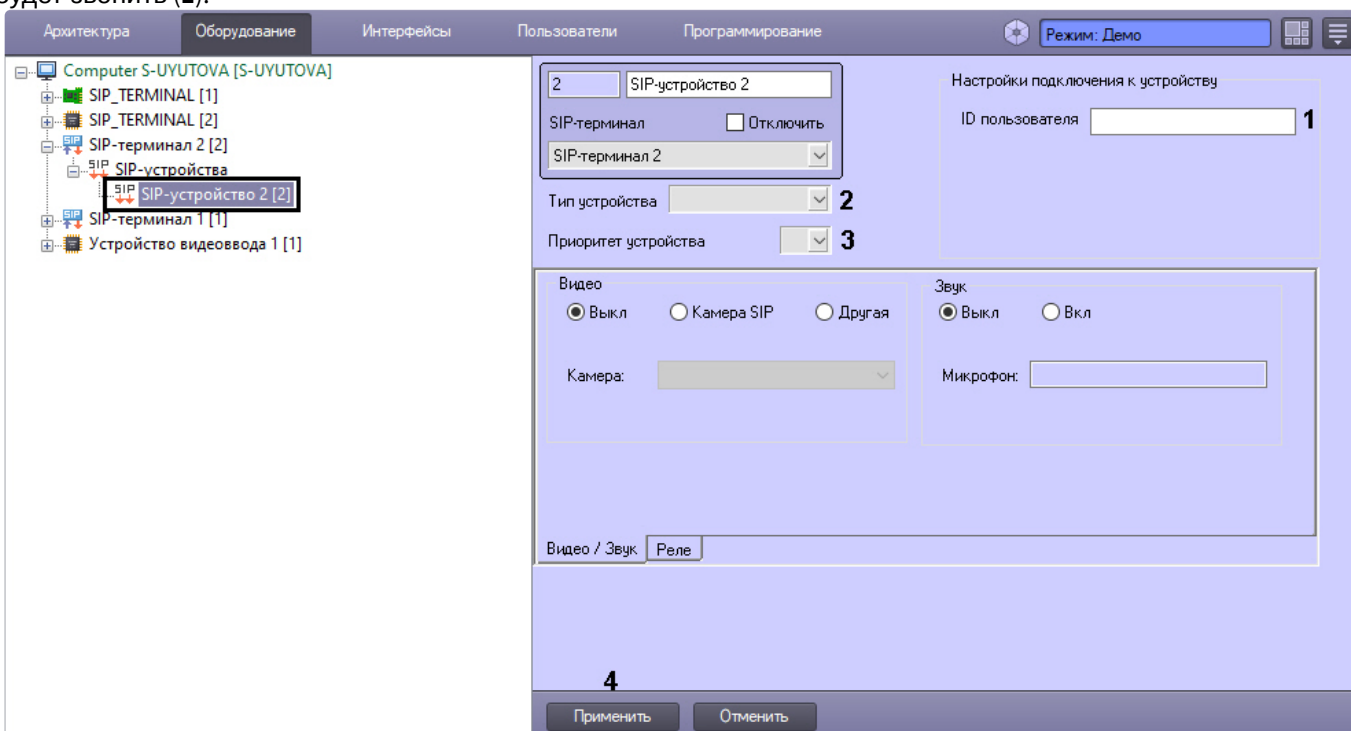 будет звонить (2).
Архитектура Оборудование Интерфейсы Пользователи Программирование Режим: Демо
Computer S-UYUTOVA [S-UYUTOVA]
SIP_TERMINAL [1]
SIP_TERMINAL [2]
SIP-терминал 2 [2]
SIP-устройства
SIP-устройство 2 [2]
SIP-терминал 1 [1]
Устройство видеоввода 1 [1]
2 SIP-устройство 2
SIP-терминал Отключить
SIP-терминал 2
Тип устройства 2
Приоритет устройства 3
Настройки подключения к устройству
ID пользователя 1
Видео
Выкл Камера SIP Другая
Камера:
Звук
Выкл Вкл
Микрофон:
Видео / Звук Реле
4
Применить Отменить